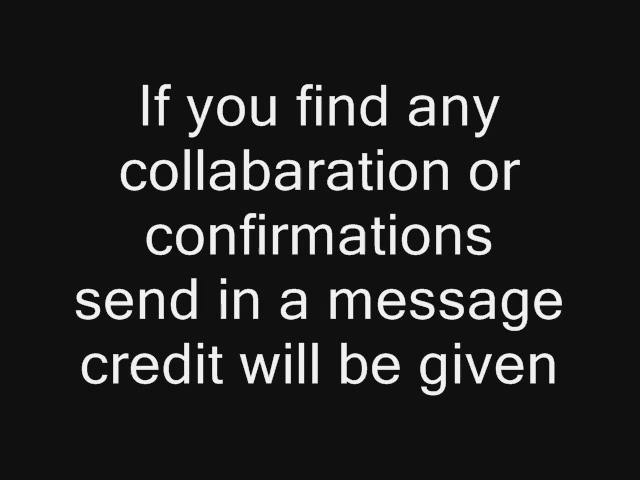 If you find any
collabaration or
confirmations
send in a message
credit will be given